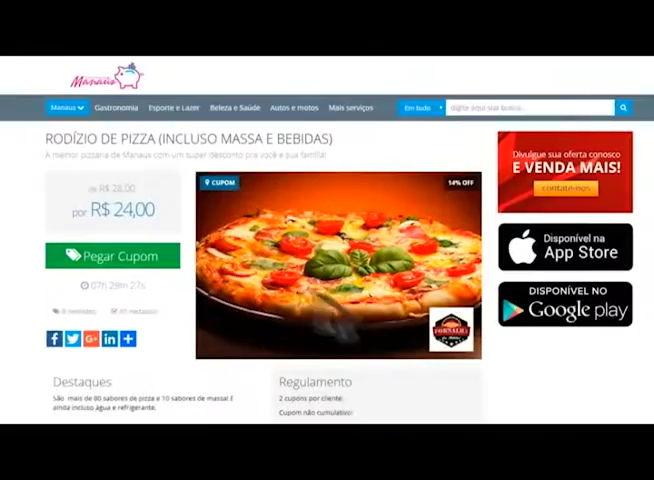 Manaus
Manaus
Gastronomia
Esporte e Lazer
Beleza e Saúde
Autos e motos
Mais serviços
Em tudo
digite aqui sua busca...
RODÍZIO DE PIZZA (INCLUSO MASSA E BEBIDAS)
A melhor pizzaria de Manaus com um super desconto pra você e sua família!
de R$ 28,00
por R$ 24,00
Pegar Cupom
07h 29m 27s
CUPOM
14% OFF
FORNALHA
Divulgue sua oferta conosco
E VENDA MAIS!
contate-nos
Disponível na
App Store
DISPONÍVEL NO
Google play
Destaques
São mais de 80 sabores de pizza e 10 sabores de massa! E
ainda incluso água e refrigerante.
Regulamento
2 cupons por cliente;
Cupom não cumulativo;